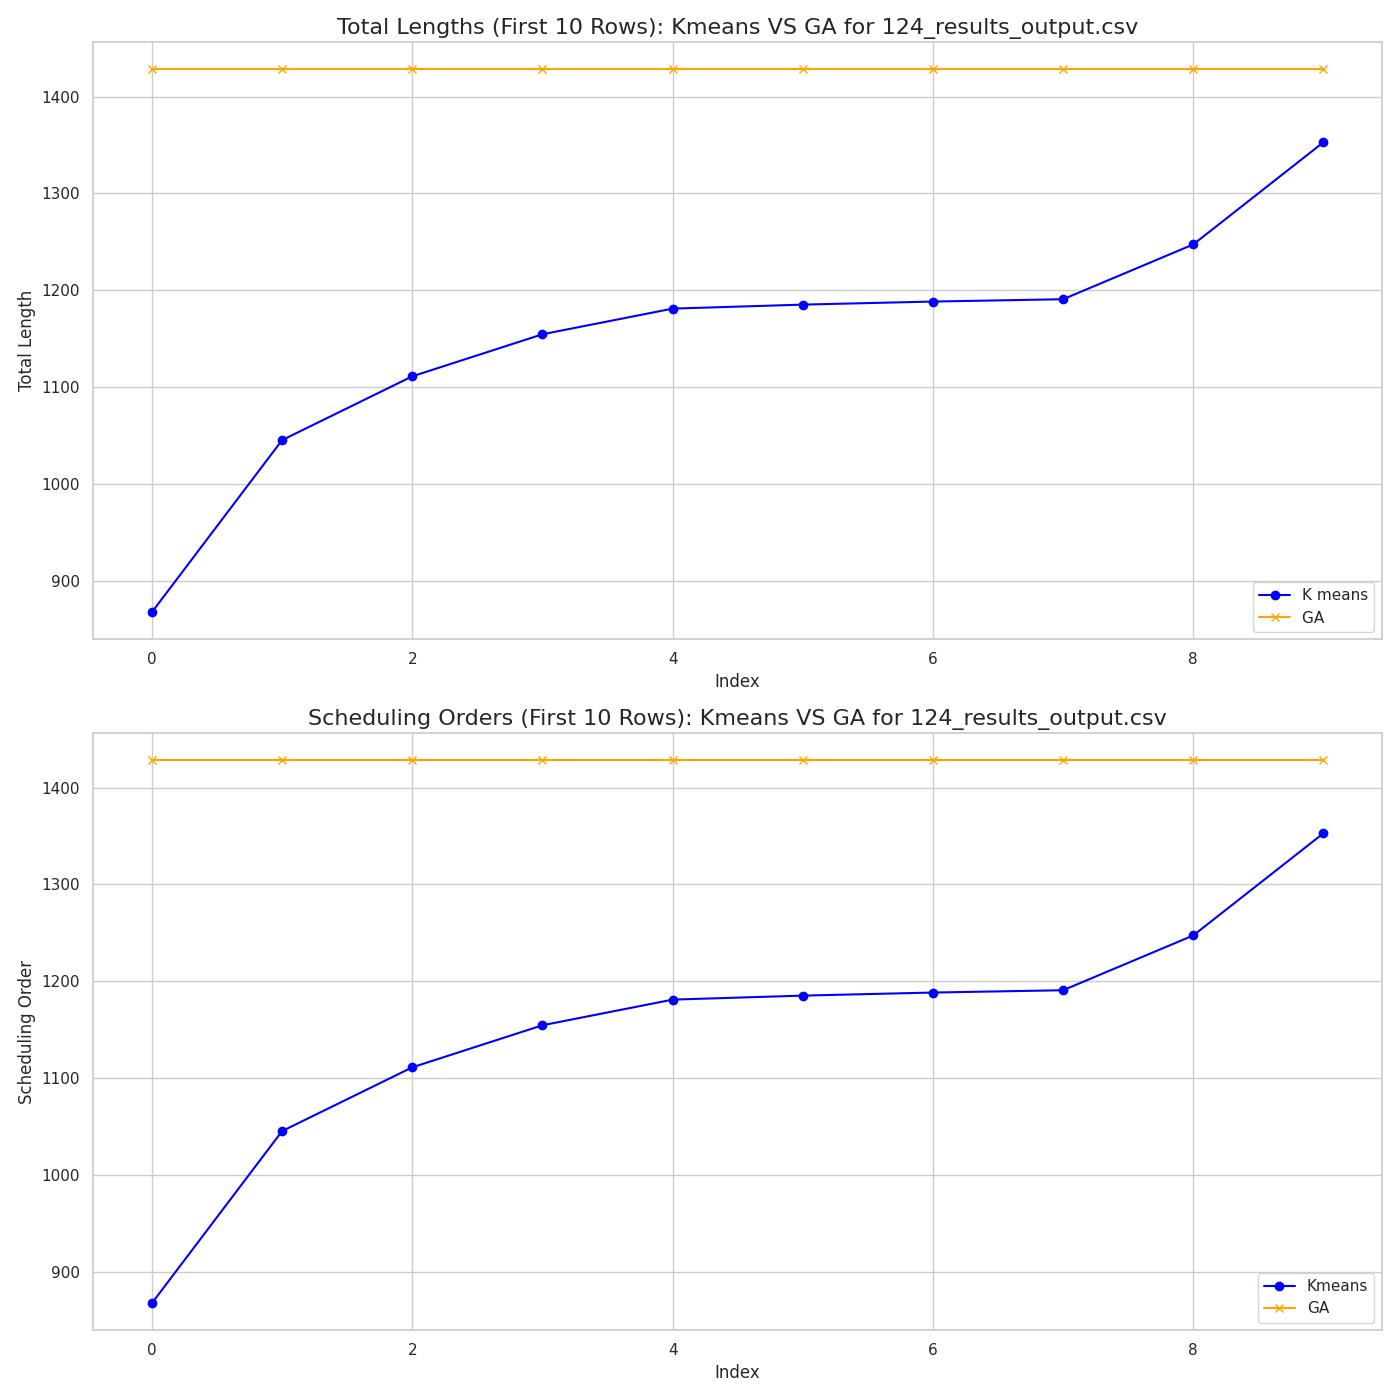 Total Lengths (First 10 Rows): Kmeans VS GA for 124_results_output.csv
1400
1300
1200
1100
1000
900
Total Length
K means
GA
0 2 4 6 8
Index
Scheduling Orders (First 10 Rows): Kmeans VS GA for 124_results_output.csv
1400
1300
1200
1100
1000
900
Scheduling Order
Kmeans
GA
0 2 4 6 8
Index